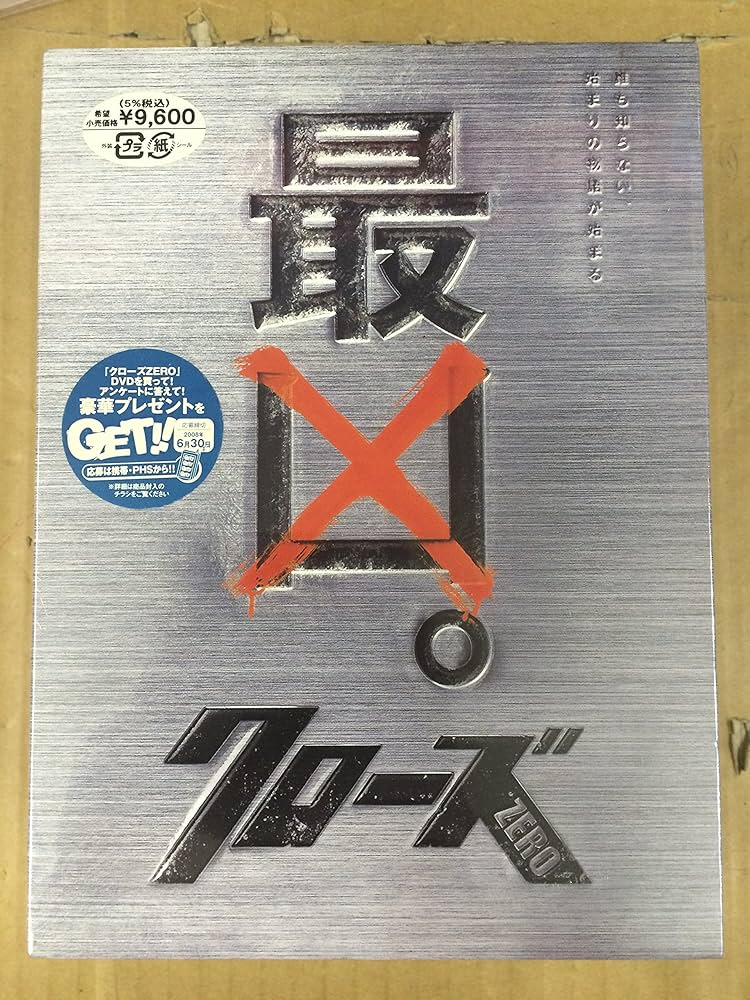 (5%税込)
希望
小売価格
¥9,600
外装 プラ 紙 シール
誰も知らない、
始まりの物語が始まる
最凶。
「クローズZERO」
DVDを買って!
アンケートに答えて!
豪華プレゼントを
GET!!
応募締切
2008年
6月30日
応募は携帯・PHSから!!
※詳細は商品封入の
チラシをご覧ください
クローズ
ZERO